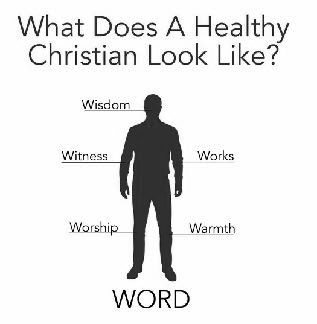 What Does A Healthy
Christian Look Like?
Wisdom
Witness
Works
Worship
Warmth
WORD